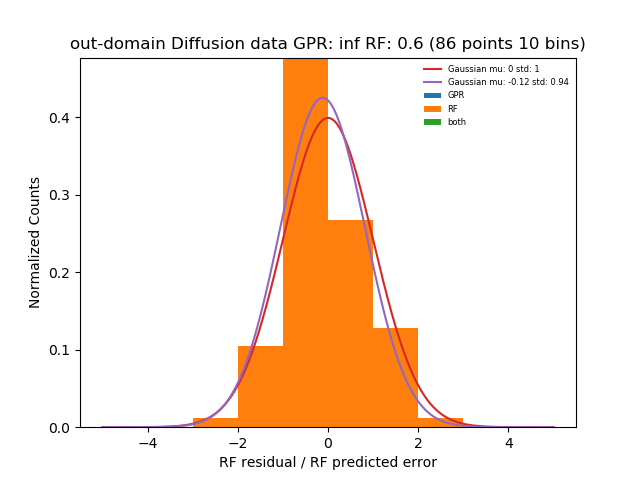 out-domain Diffusion data GPR: inf RF: 0.6 (86 points 10 bins)
Gaussian mu: 0 std: 1
Gaussian mu: -0.12 std: 0.94
GPR
RF
both
Normalized Counts
0.4
0.3
0.2
0.1
0.0
−4
−2
0
2
4
RF residual / RF predicted error